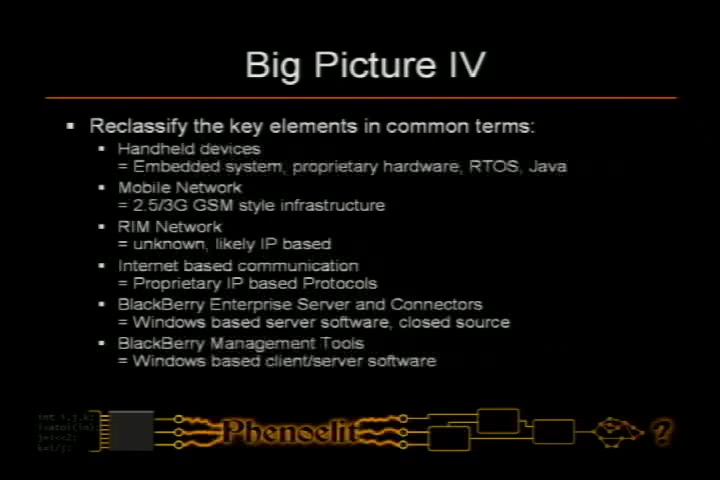 Big Picture IV
▪ Reclassify the key elements in common terms:
▪ Handheld devices
= Embedded system, proprietary hardware, RTOS, Java
▪ Mobile Network
= 2.5/3G GSM style infrastructure
▪ RIM Network
= unknown, likely IP based
▪ Internet based communication
= Proprietary IP based Protocols
▪ BlackBerry Enterprise Server and Connectors
= Windows based server software, closed source
▪ BlackBerry Management Tools
= Windows based client/server software
int i,j,k;
j=i<<2;
k=i/j;
Phenoelit
?